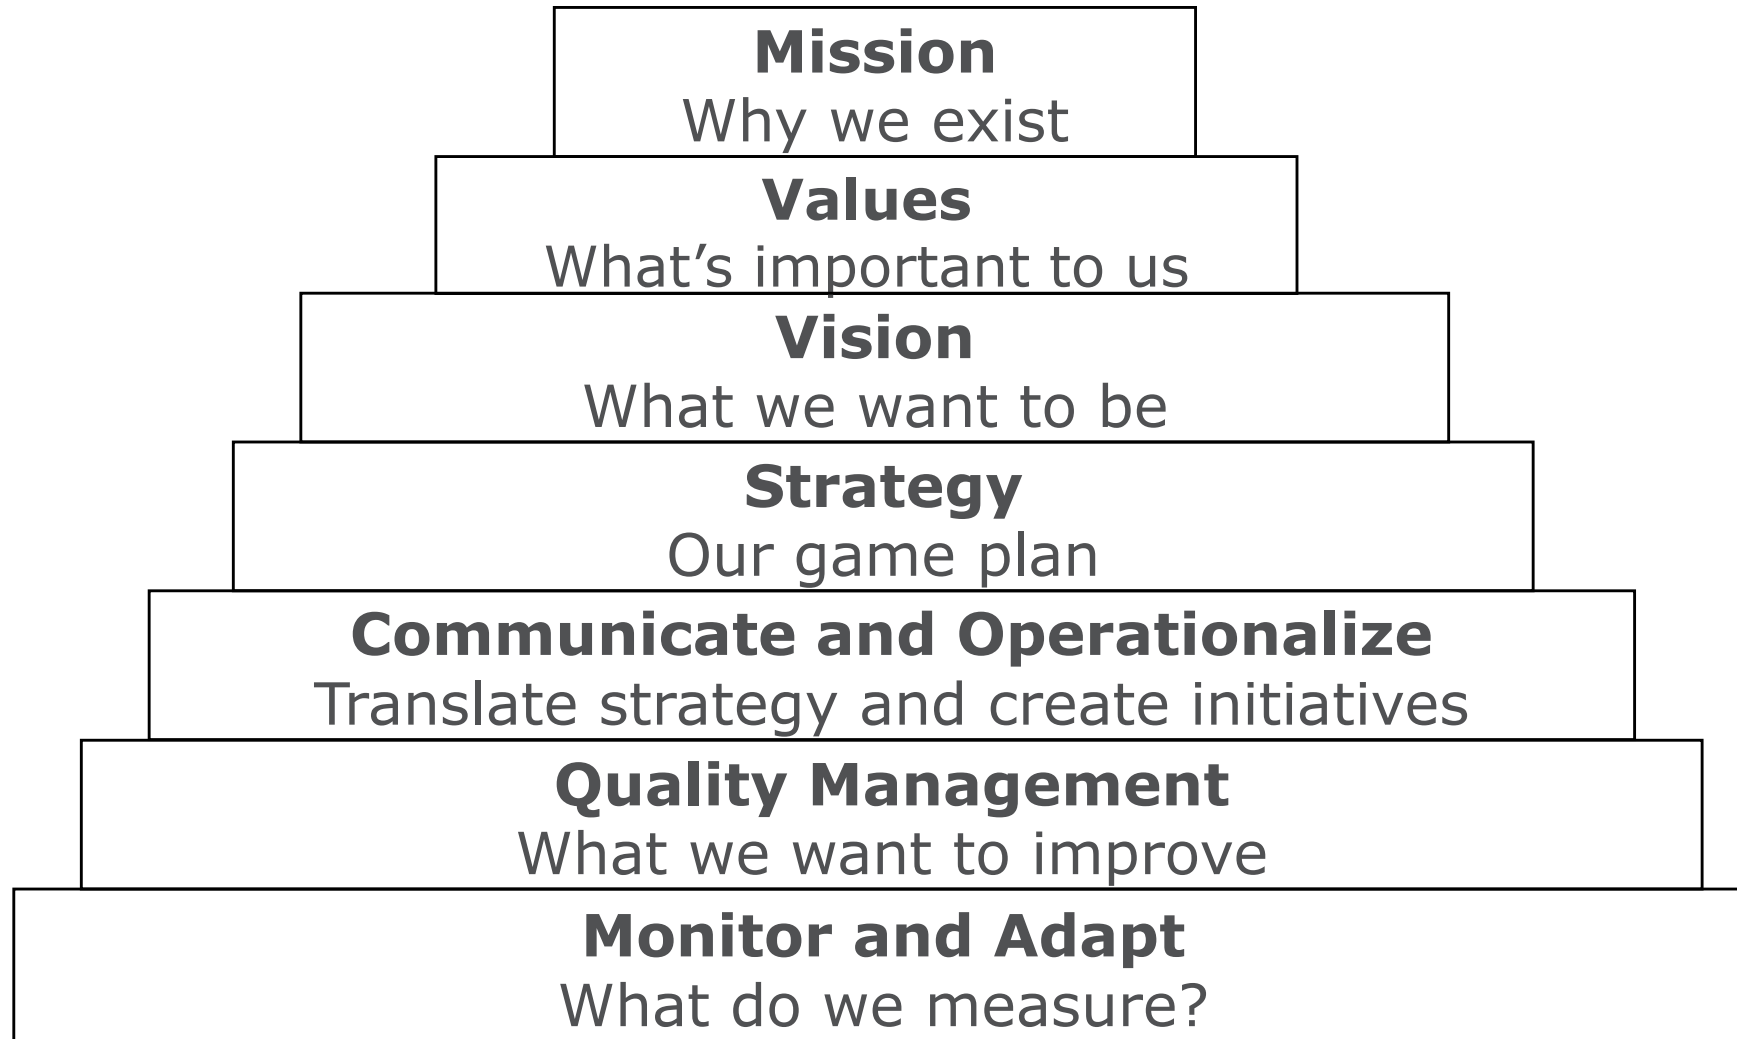 Mission
Why we exist
Values
What’s important to us
Vision
What we want to be
Strategy
Our game plan
Communicate and Operationalize
Translate strategy and create initiatives
Quality Management
What we want to improve
Monitor and Adapt
What do we measure?